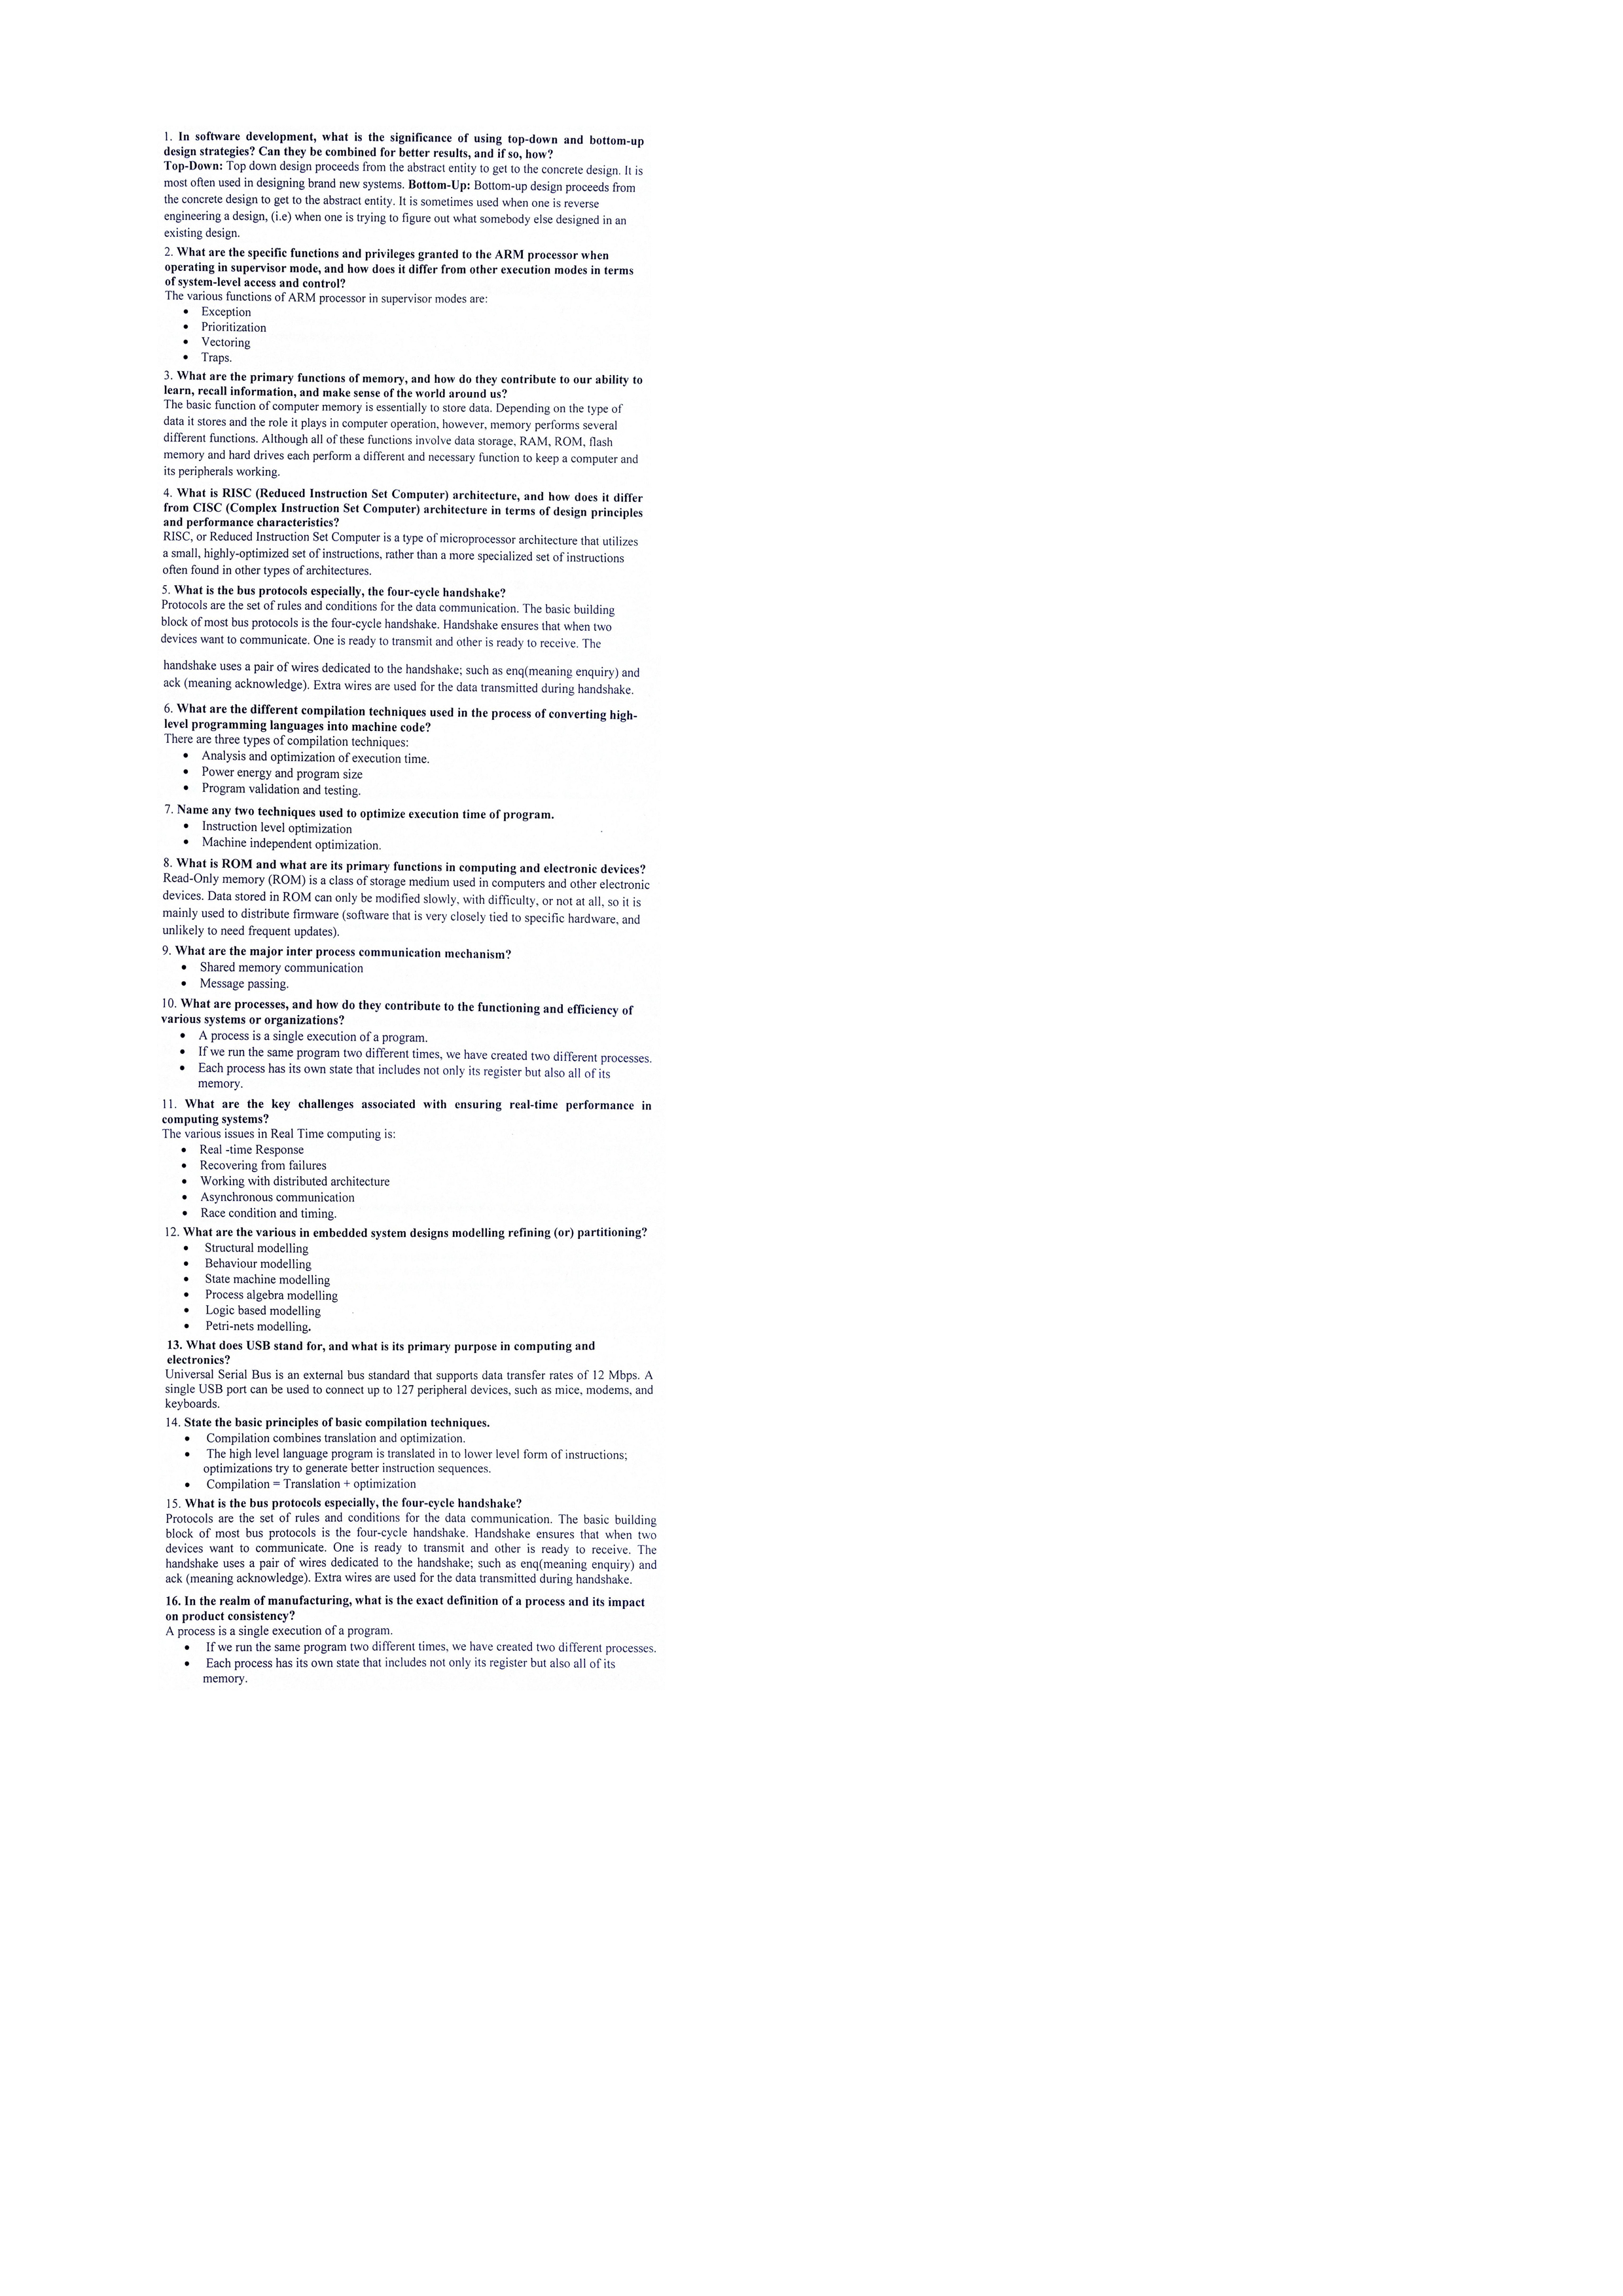 1. In software development, what is the significance of using top-down and bottom-up
design strategies? Can they be combined for better results, and if so, how?
Top-Down: Top down design proceeds from the abstract entity to get to the concrete design. It is
most often used in designing brand new systems. Bottom-Up: Bottom-up design proceeds from
the concrete design to get to the abstract entity. It is sometimes used when one is reverse
engineering a design, (i.e) when one is trying to figure out what somebody else designed in an
existing design.
2. What are the specific functions and privileges granted to the ARM processor when
operating in supervisor mode, and how does it differ from other execution modes in terms
of system-level access and control?
The various functions of ARM processor in supervisor modes are:
• Exception
• Prioritization
• Vectoring
• Traps.
3. What are the primary functions of memory, and how do they contribute to our ability to
learn, recall information, and make sense of the world around us?
The basic function of computer memory is essentially to store data. Depending on the type of
data it stores and the role it plays in computer operation, however, memory performs several
different functions. Although all of these functions involve data storage, RAM, ROM, flash
memory and hard drives each perform a different and necessary function to keep a computer and
its peripherals working.
4. What is RISC (Reduced Instruction Set Computer) architecture, and how does it differ
from CISC (Complex Instruction Set Computer) architecture in terms of design principles
and performance characteristics?
RISC, or Reduced Instruction Set Computer is a type of microprocessor architecture that utilizes
a small, highly-optimized set of instructions, rather than a more specialized set of instructions
often found in other types of architectures.
5. What is the bus protocols especially, the four-cycle handshake?
Protocols are the set of rules and conditions for the data communication. The basic building
block of most bus protocols is the four-cycle handshake. Handshake ensures that when two
devices want to communicate. One is ready to transmit and other is ready to receive. The
handshake uses a pair of wires dedicated to the handshake; such as enq(meaning enquiry) and
ack (meaning acknowledge). Extra wires are used for the data transmitted during handshake.
6. What are the different compilation techniques used in the process of converting high-
level programming languages into machine code?
There are three types of compilation techniques:
• Analysis and optimization of execution time.
• Power energy and program size
• Program validation and testing.
7. Name any two techniques used to optimize execution time of program.
• Instruction level optimization
• Machine independent optimization.
8. What is ROM and what are its primary functions in computing and electronic devices?
Read-Only memory (ROM) is a class of storage medium used in computers and other electronic
devices. Data stored in ROM can only be modified slowly, with difficulty, or not at all, so it is
mainly used to distribute firmware (software that is very closely tied to specific hardware, and
unlikely to need frequent updates).
9. What are the major inter process communication mechanism?
• Shared memory communication
• Message passing.
10. What are processes, and how do they contribute to the functioning and efficiency of
various systems or organizations?
• A process is a single execution of a program.
• If we run the same program two different times, we have created two different processes.
• Each process has its own state that includes not only its register but also all of its
memory.
11. What are the key challenges associated with ensuring real-time performance in
computing systems?
The various issues in Real Time computing is:
• Real -time Response
• Recovering from failures
• Working with distributed architecture
• Asynchronous communication
• Race condition and timing.
12. What are the various in embedded system designs modelling refining (or) partitioning?
• Structural modelling
• Behaviour modelling
• State machine modelling
• Process algebra modelling
• Logic based modelling
• Petri-nets modelling.
13. What does USB stand for, and what is its primary purpose in computing and
electronics?
Universal Serial Bus is an external bus standard that supports data transfer rates of 12 Mbps. A
single USB port can be used to connect up to 127 peripheral devices, such as mice, modems, and
keyboards.
14. State the basic principles of basic compilation techniques.
• Compilation combines translation and optimization.
• The high level language program is translated in to lower level form of instructions;
optimizations try to generate better instruction sequences.
• Compilation = Translation + optimization
15. What is the bus protocols especially, the four-cycle handshake?
Protocols are the set of rules and conditions for the data communication. The basic building
block of most bus protocols is the four-cycle handshake. Handshake ensures that when two
devices want to communicate. One is ready to transmit and other is ready to receive. The
handshake uses a pair of wires dedicated to the handshake; such as enq(meaning enquiry) and
ack (meaning acknowledge). Extra wires are used for the data transmitted during handshake.
16. In the realm of manufacturing, what is the exact definition of a process and its impact
on product consistency?
A process is a single execution of a program.
• If we run the same program two different times, we have created two different processes.
• Each process has its own state that includes not only its register but also all of its
memory.